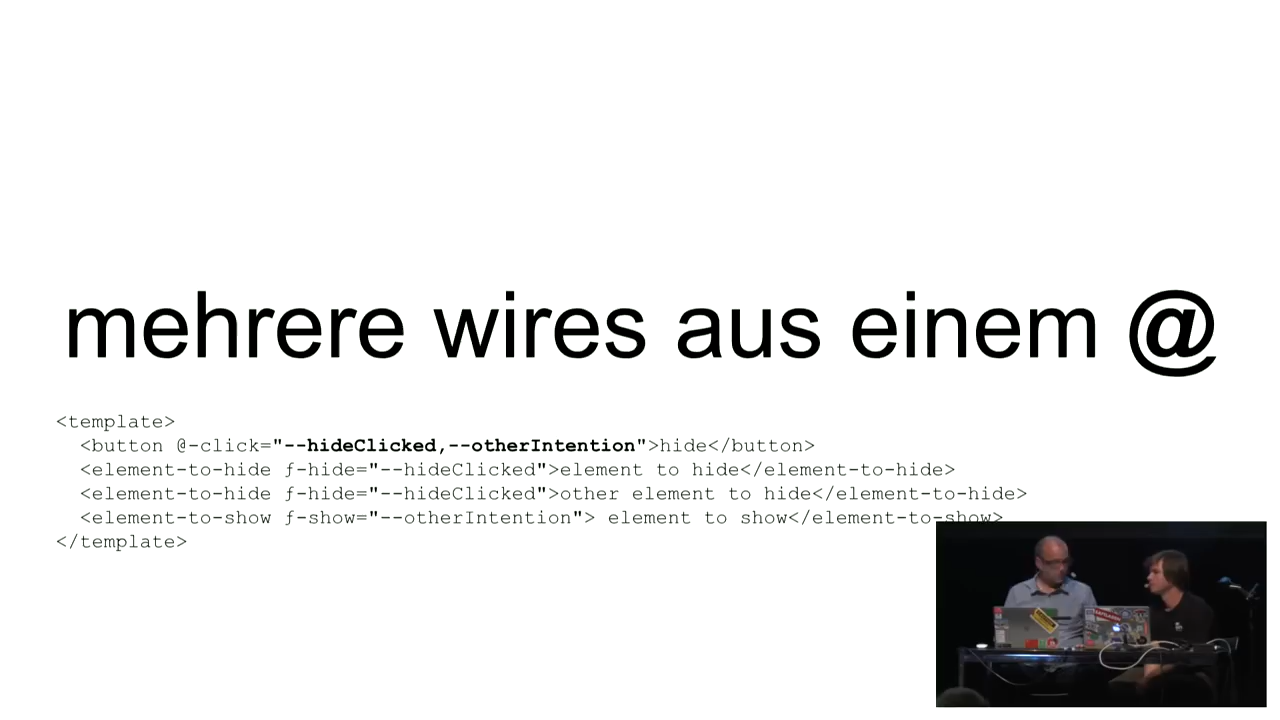 mehrere wires aus einem @
<template>
<button @-click="--hideClicked,--otherIntention">hide</button>
<element-to-hide ƒ-hide="--hideClicked">element to hide</element-to-hide>
<element-to-hide ƒ-hide="--hideClicked">other element to hide</element-to-hide>
<element-to-show ƒ-show="--otherIntention"> element to show</element-to-show>
</template>